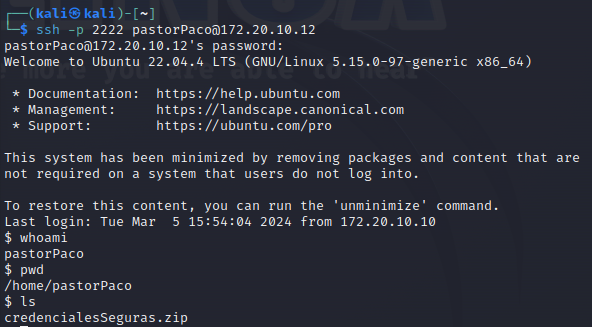 ┌──(kali㉿kali)-[~]
└─$ ssh -p 2222 pastorPaco@172.20.10.12
pastorPaco@172.20.10.12's password:
Welcome to Ubuntu 22.04.4 LTS (GNU/Linux 5.15.0-97-generic x86_64)

 * Documentation:  https://help.ubuntu.com
 * Management:     https://landscape.canonical.com
 * Support:        https://ubuntu.com/pro

This system has been minimized by removing packages and content that are
not required on a system that users do not log into.

To restore this content, you can run the 'unminimize' command.
Last login: Tue Mar  5 15:54:04 2024 from 172.20.10.10
$ whoami
pastorPaco
$ pwd
/home/pastorPaco
$ ls
credencialesSeguras.zip